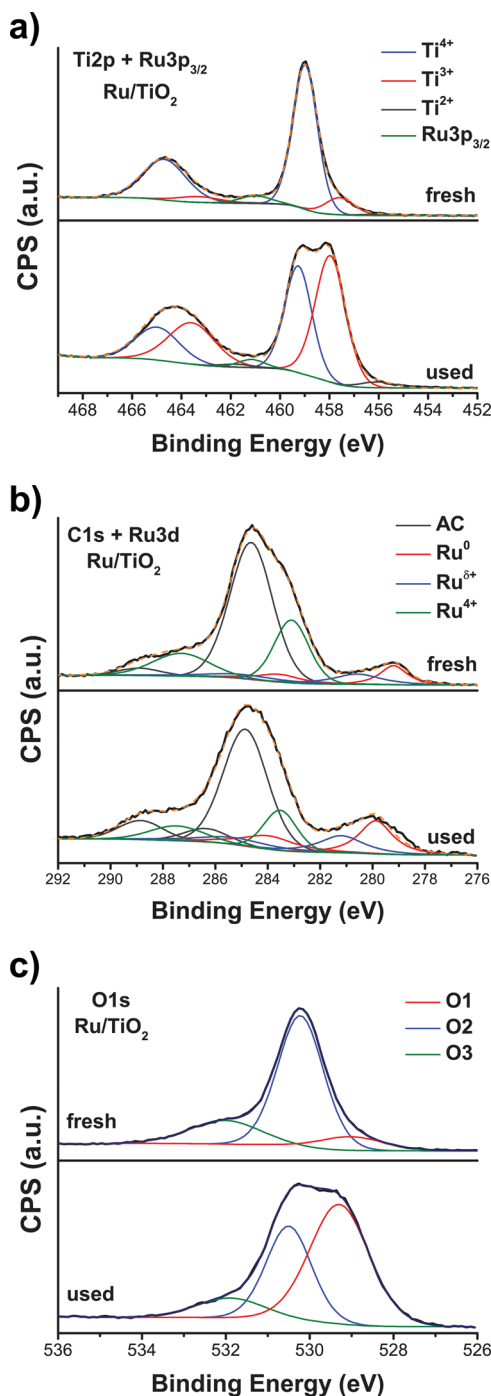 a)
Ti2p + Ru3p₃/₂
Ru/TiO₂
Ti⁴⁺
Ti³⁺
Ti²⁺
Ru3p₃/₂
fresh
used
CPS (a.u.)
468 466 464 462 460 458 456 454 452
Binding Energy (eV)
b)
C1s + Ru3d
Ru/TiO₂
AC
Ru⁰
Ruᵟ⁺
Ru⁴⁺
fresh
used
CPS (a.u.)
292 290 288 286 284 282 280 278 276
Binding Energy (eV)
c)
O1s
Ru/TiO₂
O1
O2
O3
fresh
used
CPS (a.u.)
536 534 532 530 528 526
Binding Energy (eV)